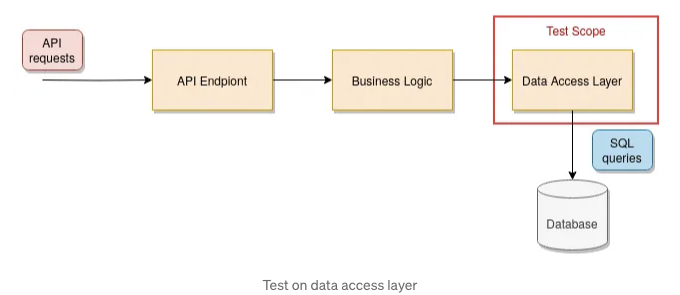 Test Scope
API
requests
API Endpiont
Business Logic
Data Access Layer
SQL
queries
Database
Test on data access layer